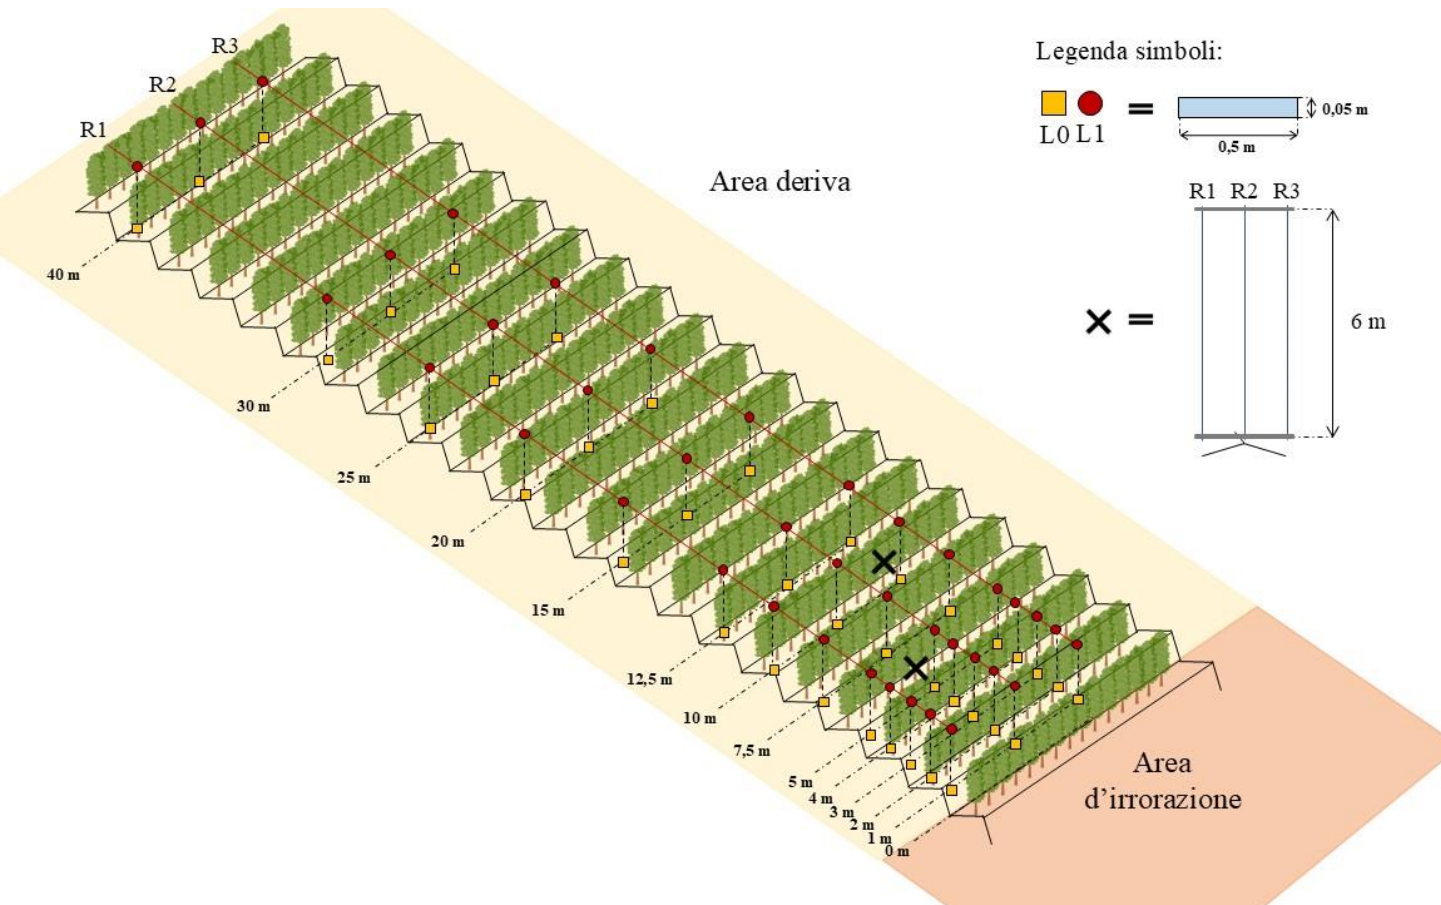 R3
R2
R1
Legenda simboli:
L0 L1
=
0,05 m
0,5 m
Area deriva
R1 R2 R3
=
6 m
40 m
30 m
25 m
20 m
15 m
12,5 m
10 m
7,5 m
5 m
4 m
3 m
2 m
1 m
0 m
Area
d’irrorazione